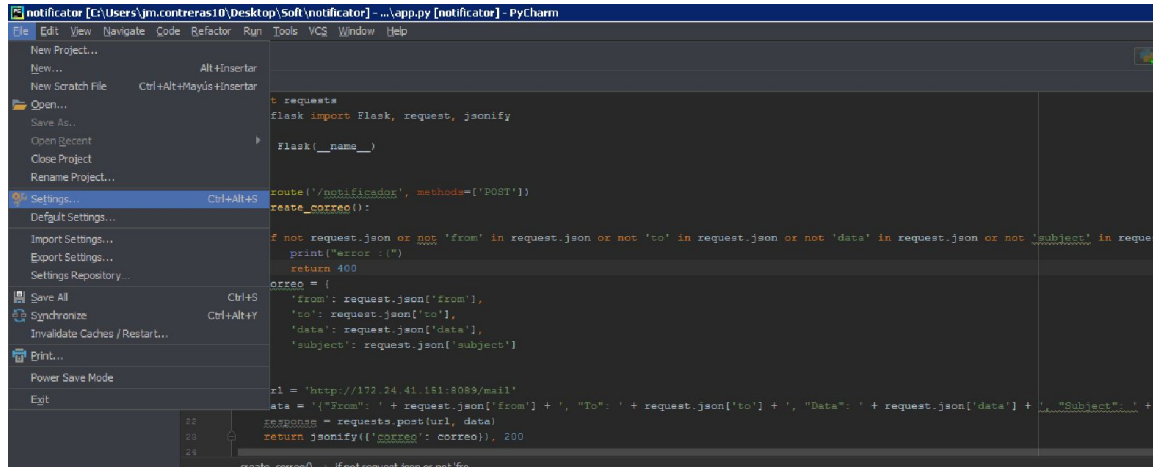 notificator [C:\Users\jm.contreras10\Desktop\Soft\notificator] - ...\app.py [notificator] - PyCharm
File Edit View Navigate Code Refactor Run Tools VCS Window Help
New Project...
New... Alt+Insertar
New Scratch File Ctrl+Alt+Mayús+Insertar
Open...
Save As...
Open Recent
Close Project
Rename Project...
Settings... Ctrl+Alt+S
Default Settings...
Import Settings...
Export Settings...
Settings Repository...
Save All Ctrl+S
Synchronize Ctrl+Alt+Y
Invalidate Caches / Restart...
Print...
Power Save Mode
Exit
t requests
flask import Flask, request, jsonify
Flask(__name__)
route('/notificador', methods=['POST'])
reate_correo():
f not request.json or not 'from' in request.json or not 'to' in request.json or not 'data' in request.json or not 'subject' in reque
print("error :(")
return 400
orreo = {
'from': request.json['from'],
'to': request.json['to'],
'data': request.json['data'],
'subject': request.json['subject']
rl = 'http://172.24.41.151:8089/mail'
ata = '{"From": ' + request.json['from'] + ', "To": ' + request.json['to'] + ', "Data": ' + request.json['data'] + ', "Subject": ' +
22 response = requests.post(url, data)
23 return jsonify({'correo': correo}), 200
24
create_correo() if not request.json or not 'fro